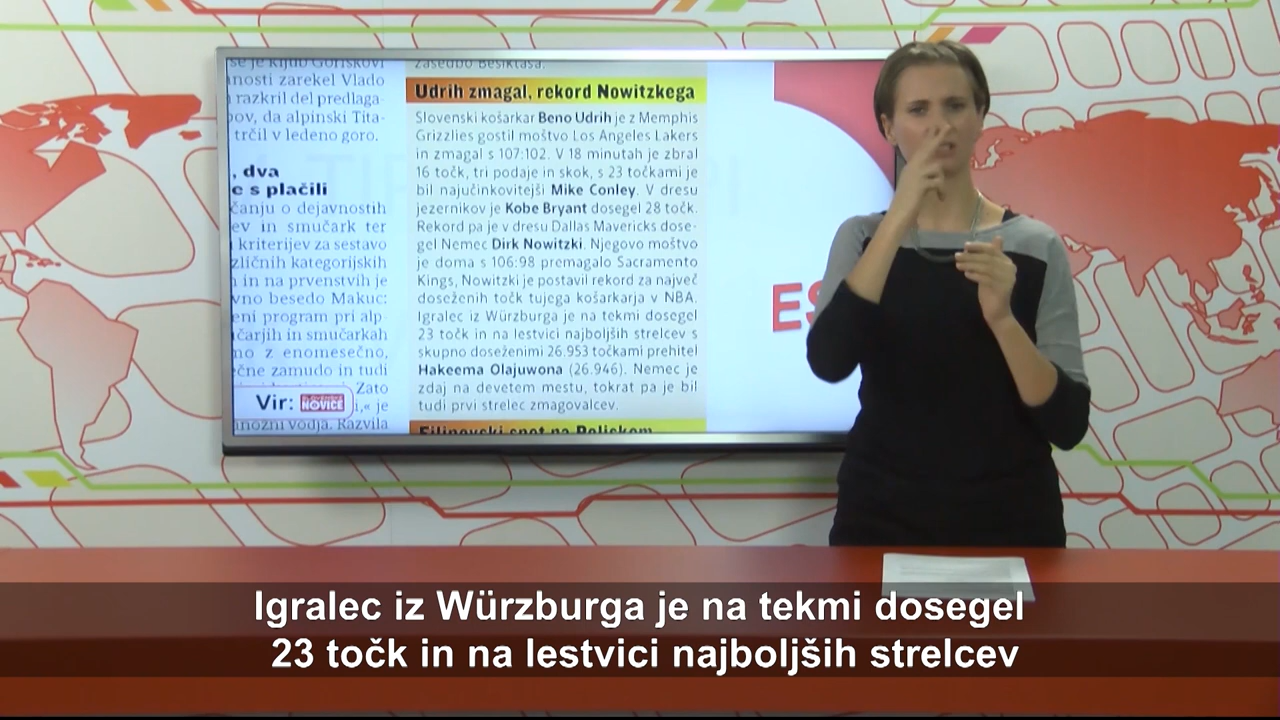 se je kljub Goriškovi
nosti zarekel Vlado
razkril del predlaga-
pov, da alpinski Tita-
trčil v ledeno goro.
, dva
e s plačili
čanju o dejavnostih
ev in smučark ter
kriterijev za sestavo
zličnih kategorijskih
h in na prvenstvih je
vno besedo Makuc:
eni program pri alp-
čarjih in smučarkah
mo z enomesečno,
čne zamudo in tudi
Zato
i,« je
vodja. Razvila
Vir: SLOVENSKE NOVICE
zasedbo Besiktasa.
Udrih zmagal, rekord Nowitzkega
Slovenski košarkar Beno Udrih je z Memphis
Grizzlies gostil moštvo Los Angeles Lakers
in zmagal s 107:102. V 18 minutah je zbral
16 točk, tri podaje in skok, s 23 točkami je
bil najučinkovitejši Mike Conley. V dresu
jezernikov je Kobe Bryant dosegel 28 točk.
Rekord pa je v dresu Dallas Mavericks dose-
gel Nemec Dirk Nowitzki. Njegovo moštvo
je doma s 106:98 premagalo Sacramento
Kings, Nowitzki je postavil rekord za največ
doseženih točk tujega košarkarja v NBA.
Igralec iz Würzburga je na tekmi dosegel
23 točk in na lestvici najboljših strelcev s
skupno doseženimi 26.953 točkami prehitel
Hakeema Olajuwona (26.946). Nemec je
zdaj na devetem mestu, tokrat pa je bil
tudi prvi strelec zmagovalcev.
ES
Igralec iz Würzburga je na tekmi dosegel
23 točk in na lestvici najboljših strelcev